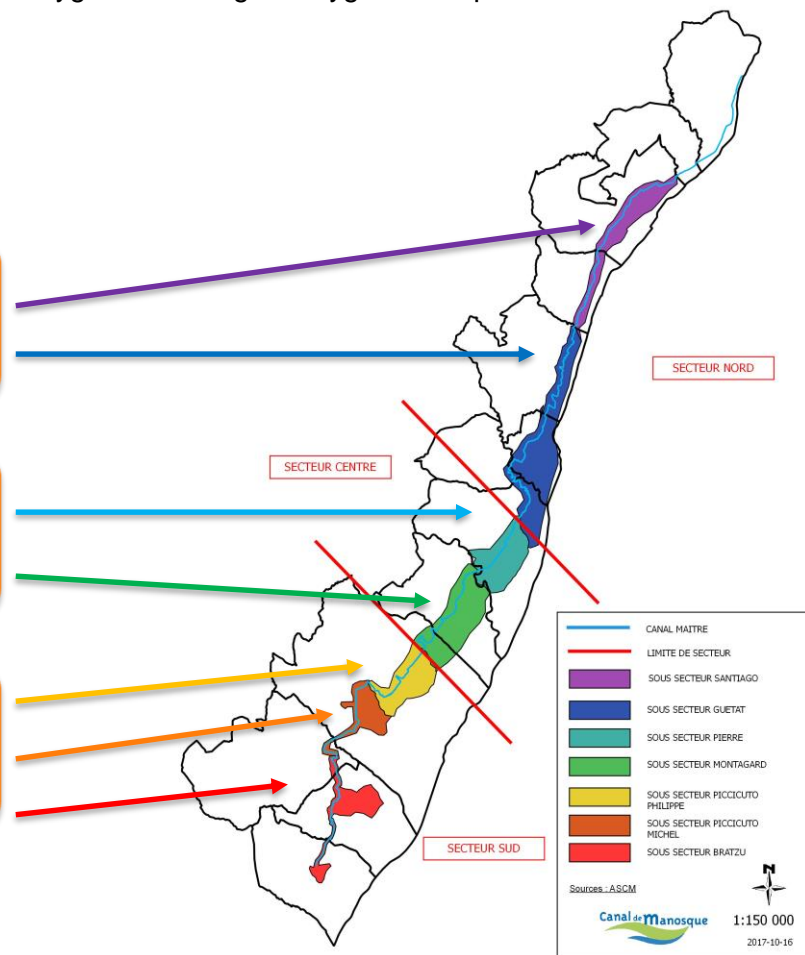 SECTEUR NORD
SECTEUR CENTRE
SECTEUR SUD
CANAL MAITRE
LIMITE DE SECTEUR
SOUS SECTEUR SANTIAGO
SOUS SECTEUR GUETAT
SOUS SECTEUR PIERRE
SOUS SECTEUR MONTAGARD
SOUS SECTEUR PICCICUTO
PHILIPPE
SOUS SECTEUR PICCICUTO
MICHEL
SOUS SECTEUR BRATZU
Sources : ASCM
N
Canal de Manosque
1:150 000
2017-10-16